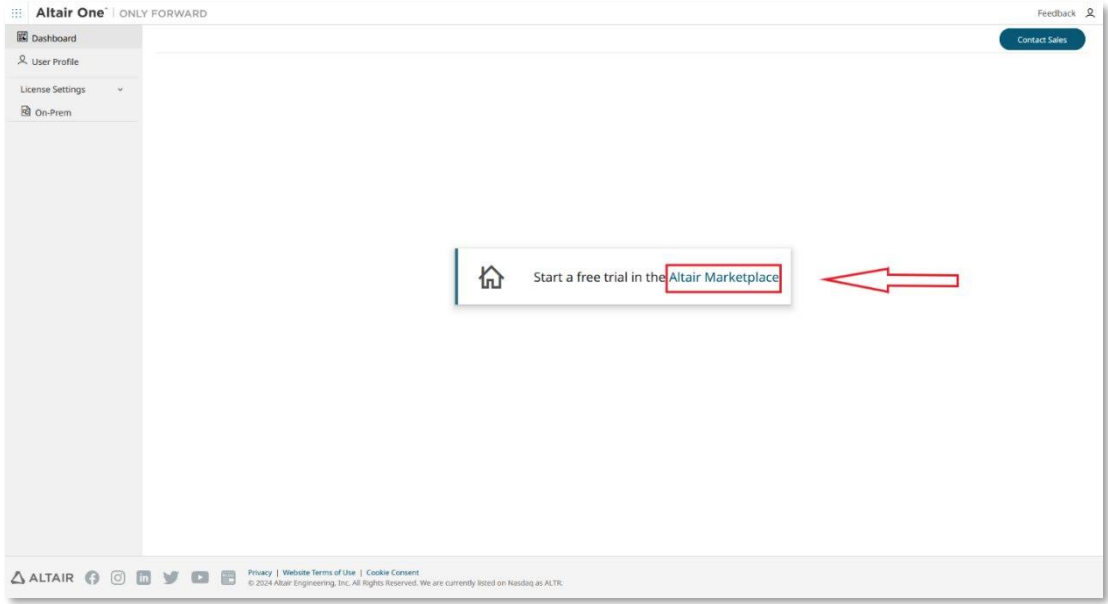 Altair One™ | ONLY FORWARD
Feedback
Dashboard
Contact Sales
User Profile
License Settings
On-Prem
Start a free trial in the Altair Marketplace
ALTAIR
Privacy | Website Terms of Use | Cookie Consent
© 2024 Altair Engineering, Inc. All Rights Reserved. We are currently listed on Nasdaq as ALTR.